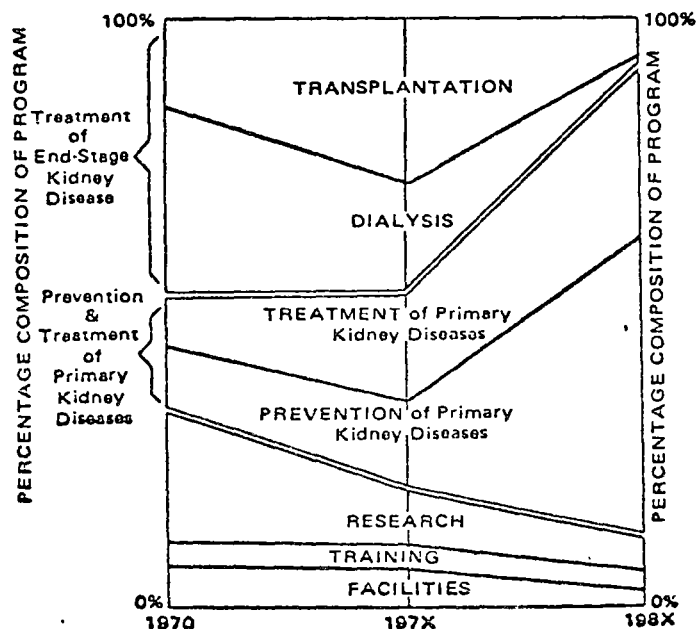 100%
100%
PERCENTAGE COMPOSITION OF PROGRAM
Treatment
of
End-Stage
Kidney
Disease
TRANSPLANTATION
DIALYSIS
Prevention
&
Treatment
of
Primary
Kidney
Diseases
TREATMENT of Primary
Kidney Diseases
PREVENTION of Primary
Kidney Diseases
RESEARCH
TRAINING
FACILITIES
PERCENTAGE COMPOSITION OF PROGRAM
0%
0%
1970
197X
198X